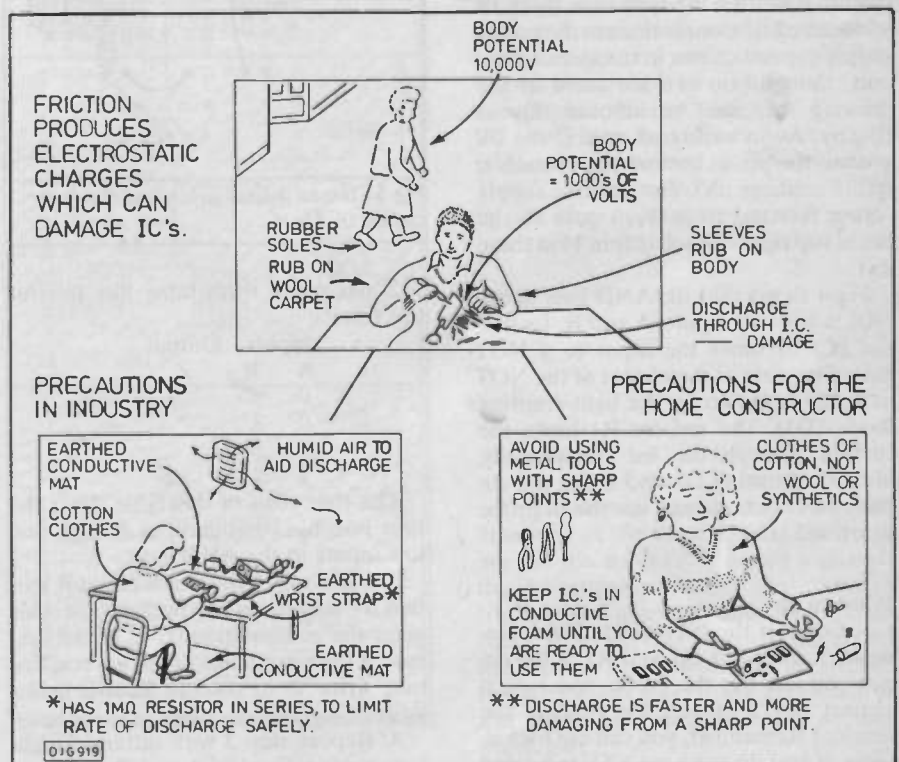 FRICTION
PRODUCES
ELECTROSTATIC
CHARGES
WHICH CAN
DAMAGE IC's.
BODY
POTENTIAL
10,000V
BODY
POTENTIAL
= 1000's OF
VOLTS
RUBBER
SOLES
RUB ON
WOOL
CARPET
SLEEVES
RUB ON
BODY
DISCHARGE
THROUGH I.C.
DAMAGE
PRECAUTIONS
IN INDUSTRY
EARTHED
CONDUCTIVE
MAT
HUMID AIR TO
AID DISCHARGE
COTTON
CLOTHES
EARTHED
WRIST STRAP*
EARTHED
CONDUCTIVE MAT
*HAS 1MΩ RESISTOR IN SERIES, TO LIMIT
RATE OF DISCHARGE SAFELY.
PRECAUTIONS FOR THE
HOME CONSTRUCTOR
AVOID USING
METAL TOOLS
WITH SHARP
POINTS **
CLOTHES OF
COTTON, NOT
WOOL OR
SYNTHETICS
KEEP I.C.'s IN
CONDUCTIVE
FOAM UNTIL YOU
ARE READY TO
USE THEM
** DISCHARGE IS FASTER AND MORE
DAMAGING FROM A SHARP POINT.
D1G919